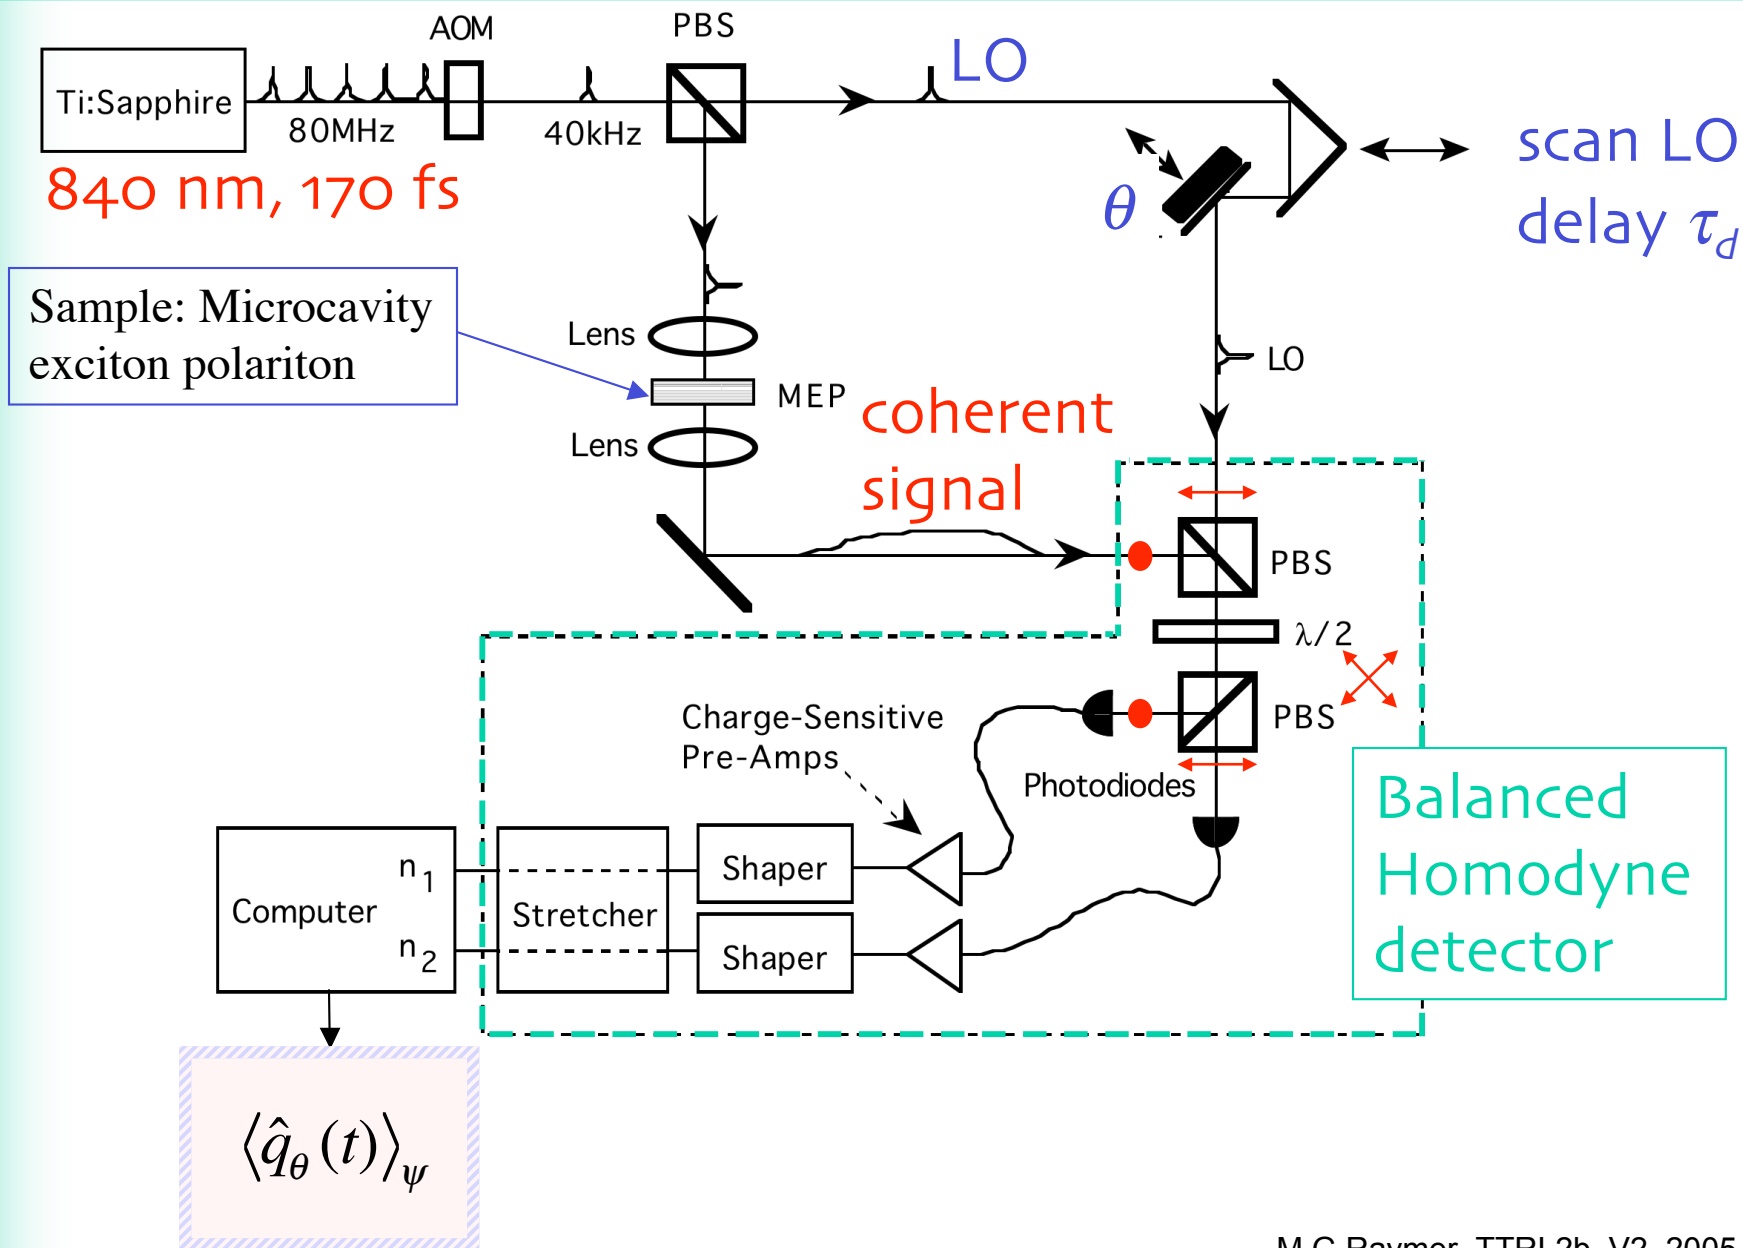 AOM
PBS
LO
Ti:Sapphire
80MHz
40kHz
840 nm, 170 fs
θ
scan LO
delay τd
Sample: Microcavity
exciton polariton
Lens
MEP
Lens
LO
coherent
signal
PBS
λ/2
PBS
Charge-Sensitive
Pre-Amps
Photodiodes
Balanced
Homodyne
detector
Computer
n1
n2
Stretcher
Shaper
Shaper
⟨q̂θ(t)⟩ψ
M.G.Raymer_TTRL2b_V2_2005